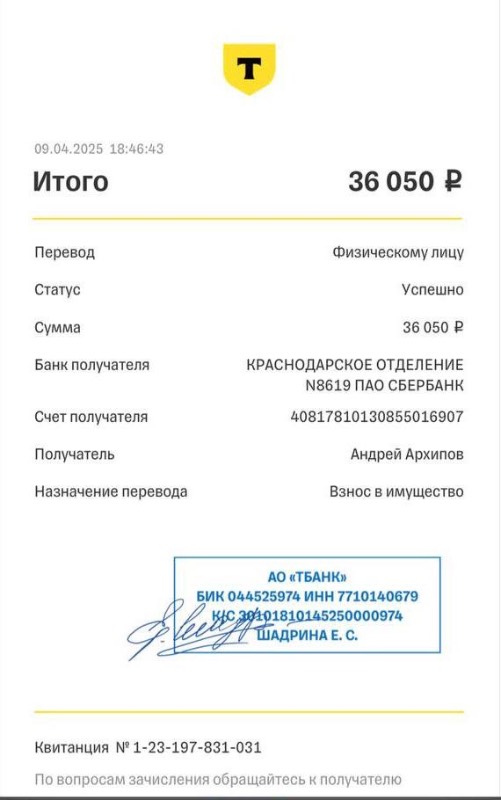 T
09.04.2025 18:46:43
Итого 36 050 ₽
Перевод Физическому лицу
Статус Успешно
Сумма 36 050 ₽
Банк получателя КРАСНОДАРСКОЕ ОТДЕЛЕНИЕ
N8619 ПАО СБЕРБАНК
Счет получателя 40817810130855016907
Получатель Андрей Архипов
Назначение перевода Взнос в имущество
АО «ТБАНК»
БИК 044525974 ИНН 7710140679
К/С 30101810145250000974
ШАДРИНА Е. С.
Квитанция № 1-23-197-831-031
По вопросам зачисления обращайтесь к получателю